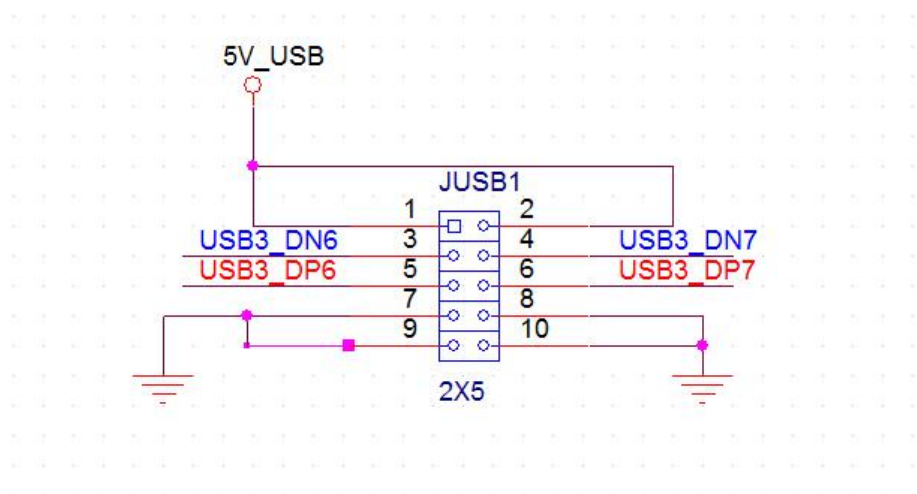 5V_USB
JUSB1
1 2
USB3_DN6 3 4 USB3_DN7
USB3_DP6 5 6 USB3_DP7
7 8
9 10
2X5